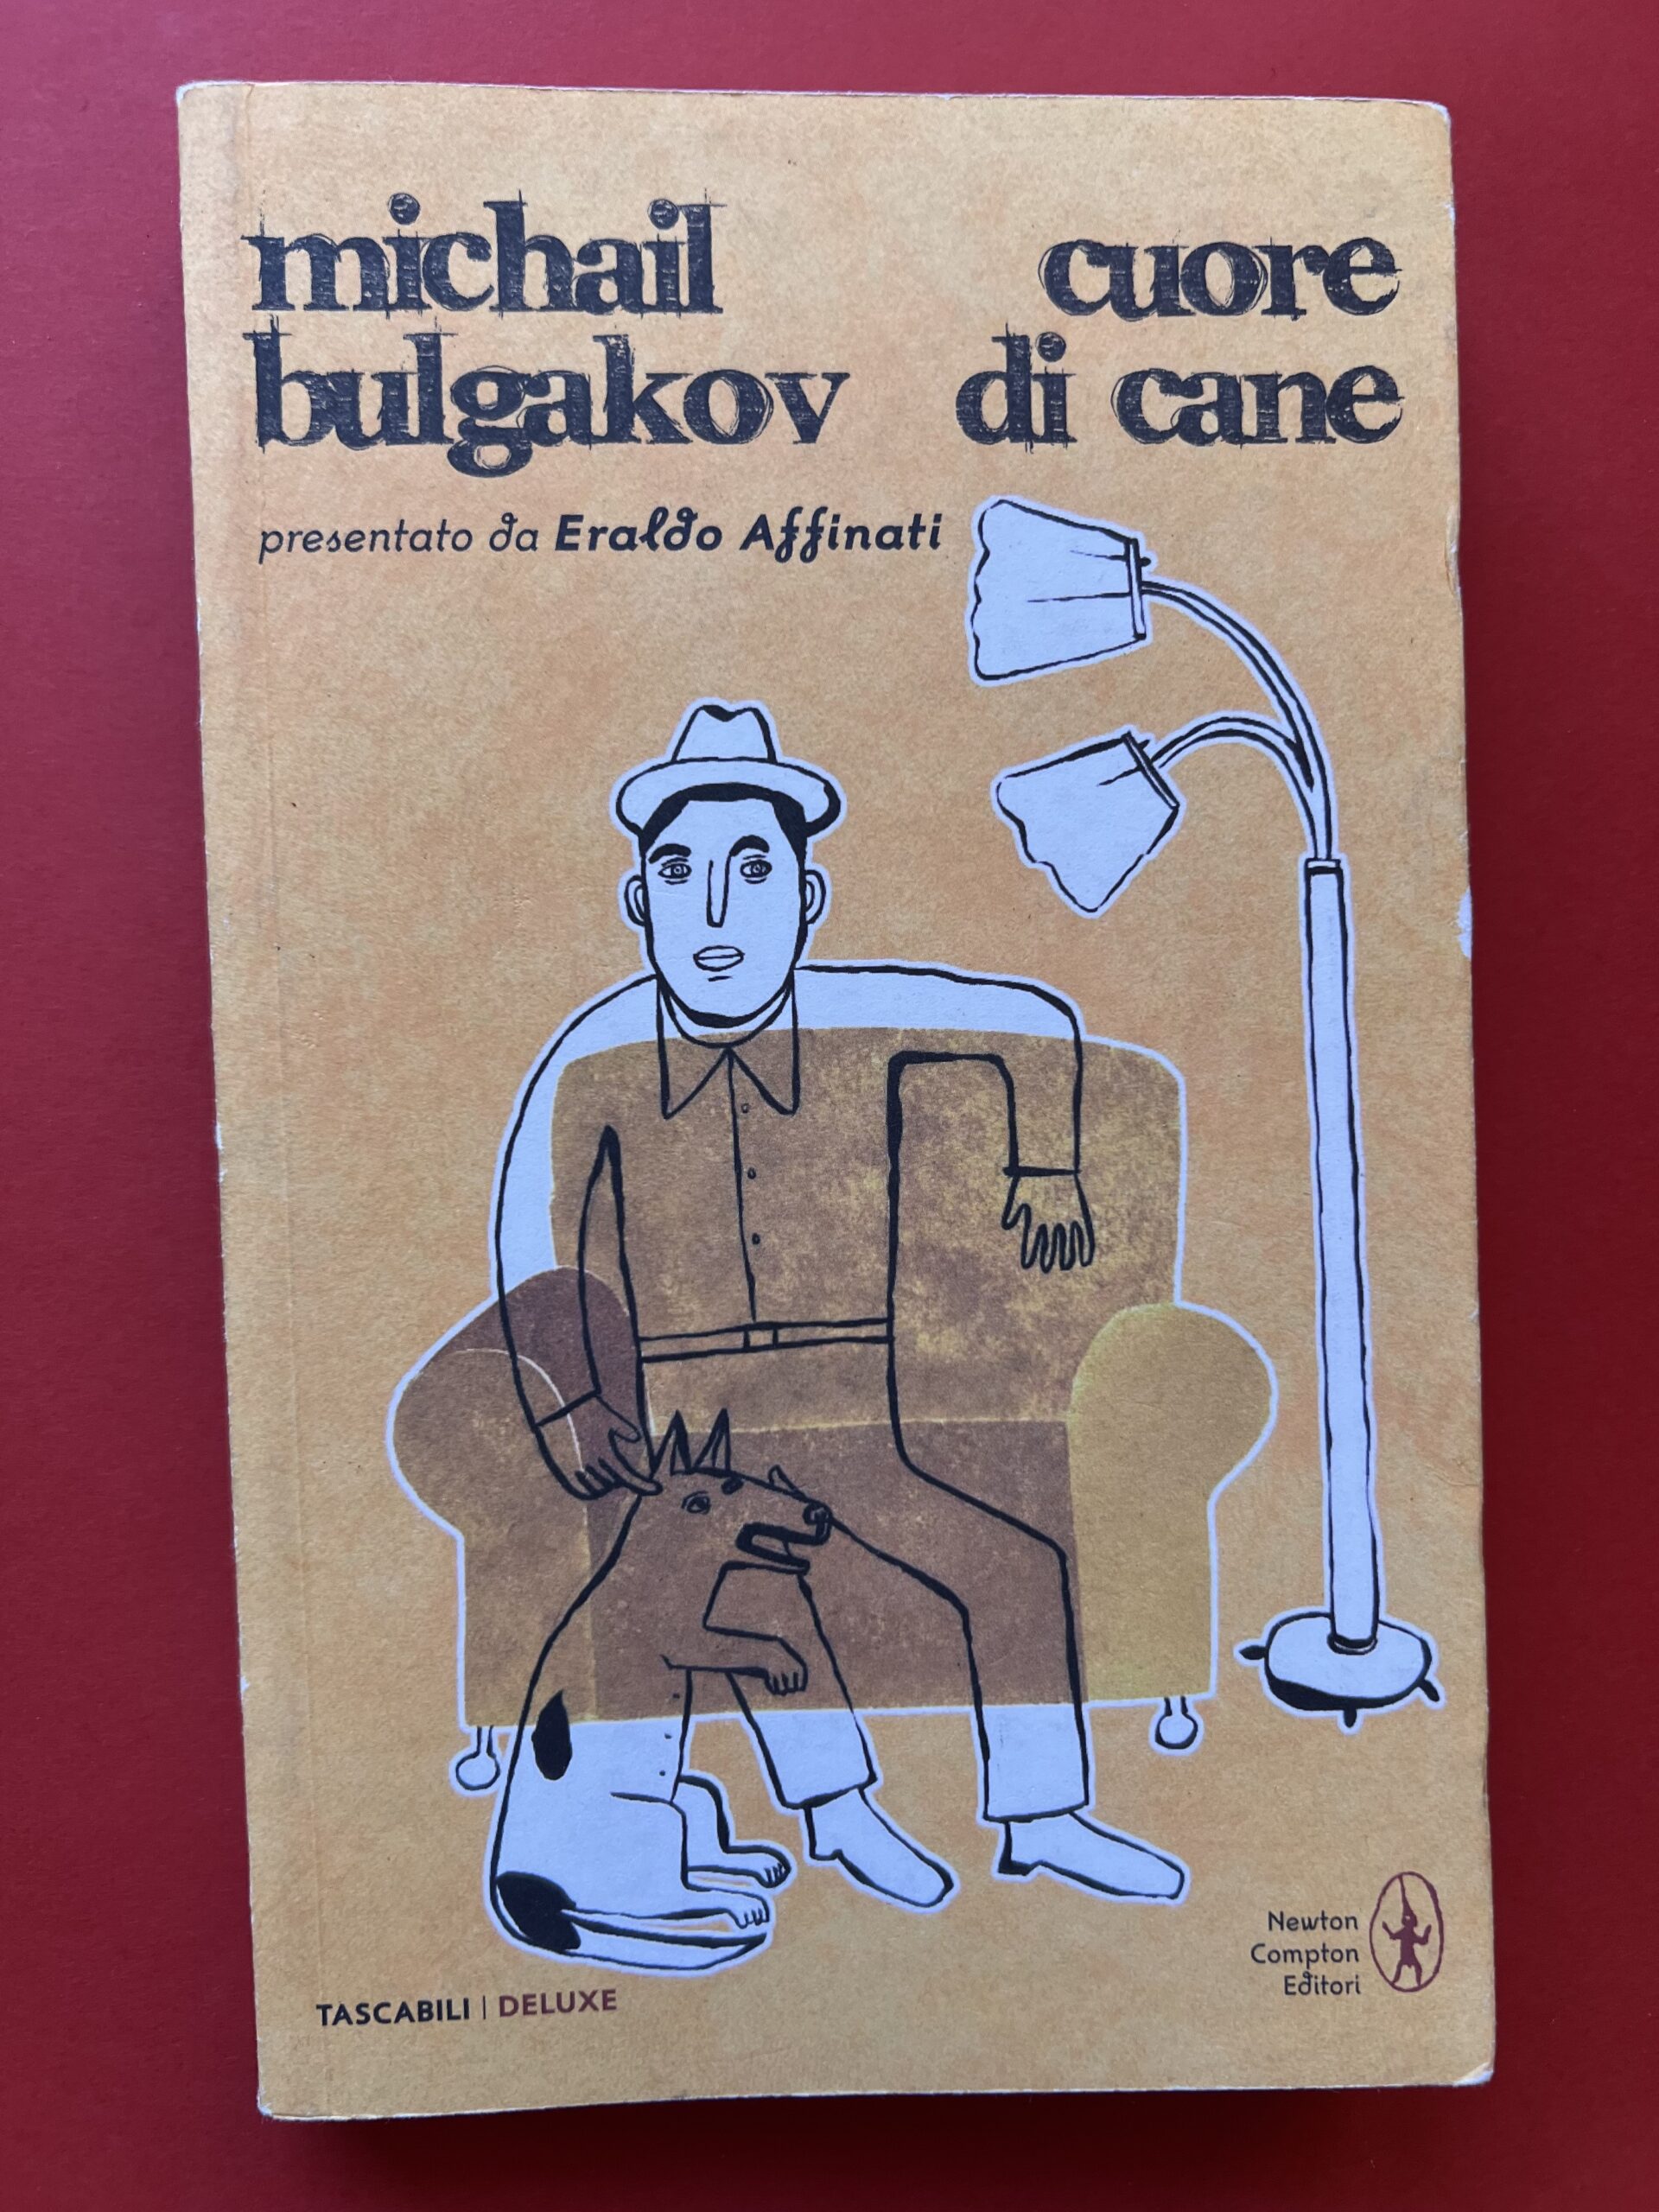 michail
bulgakov
cuore
di cane
presentato da Eraldo Affinati
Newton
Compton
Editori
TASCABILI | DELUXE